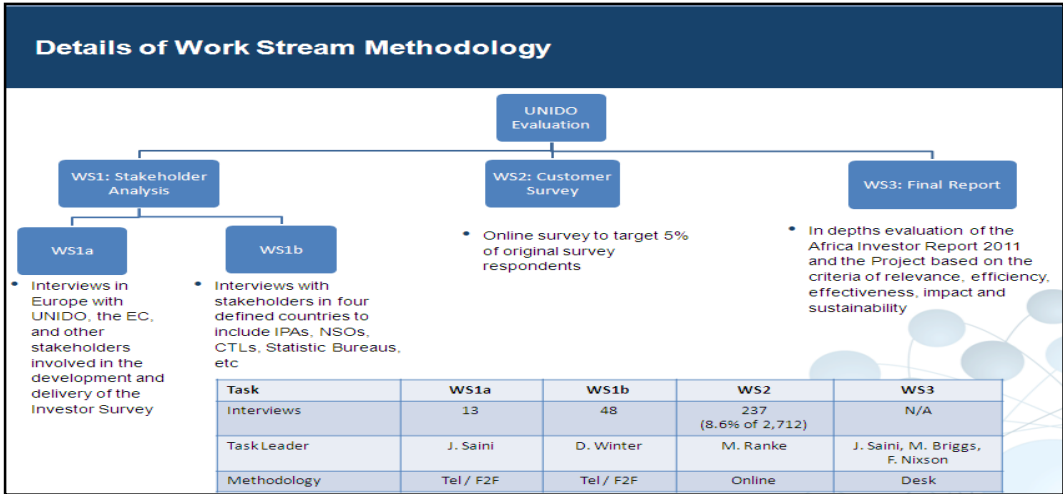 Details of Work Stream Methodology
UNIDO
Evaluation
WS1: Stakeholder
Analysis
WS2: Customer
Survey
WS3: Final Report
WS1a
WS1b
• Interviews in
Europe with
UNIDO, the EC,
and other
stakeholders
involved in the
development and
delivery of the
Investor Survey
• Interviews with
stakeholders in four
defined countries to
include IPAs, NSOs,
CTLs, Statistic Bureaus,
etc
• Online survey to target 5%
of original survey
respondents
• In depths evaluation of the
Africa Investor Report 2011
and the Project based on the
criteria of relevance, efficiency,
effectiveness, impact and
sustainability
Task WS1a WS1b WS2 WS3
Interviews 13 48 237 N/A
(8.6% of 2,712)
Task Leader J. Saini D. Winter M. Ranke J. Saini, M. Briggs,
F. Nixson
Methodology Tel / F2F Tel / F2F Online Desk